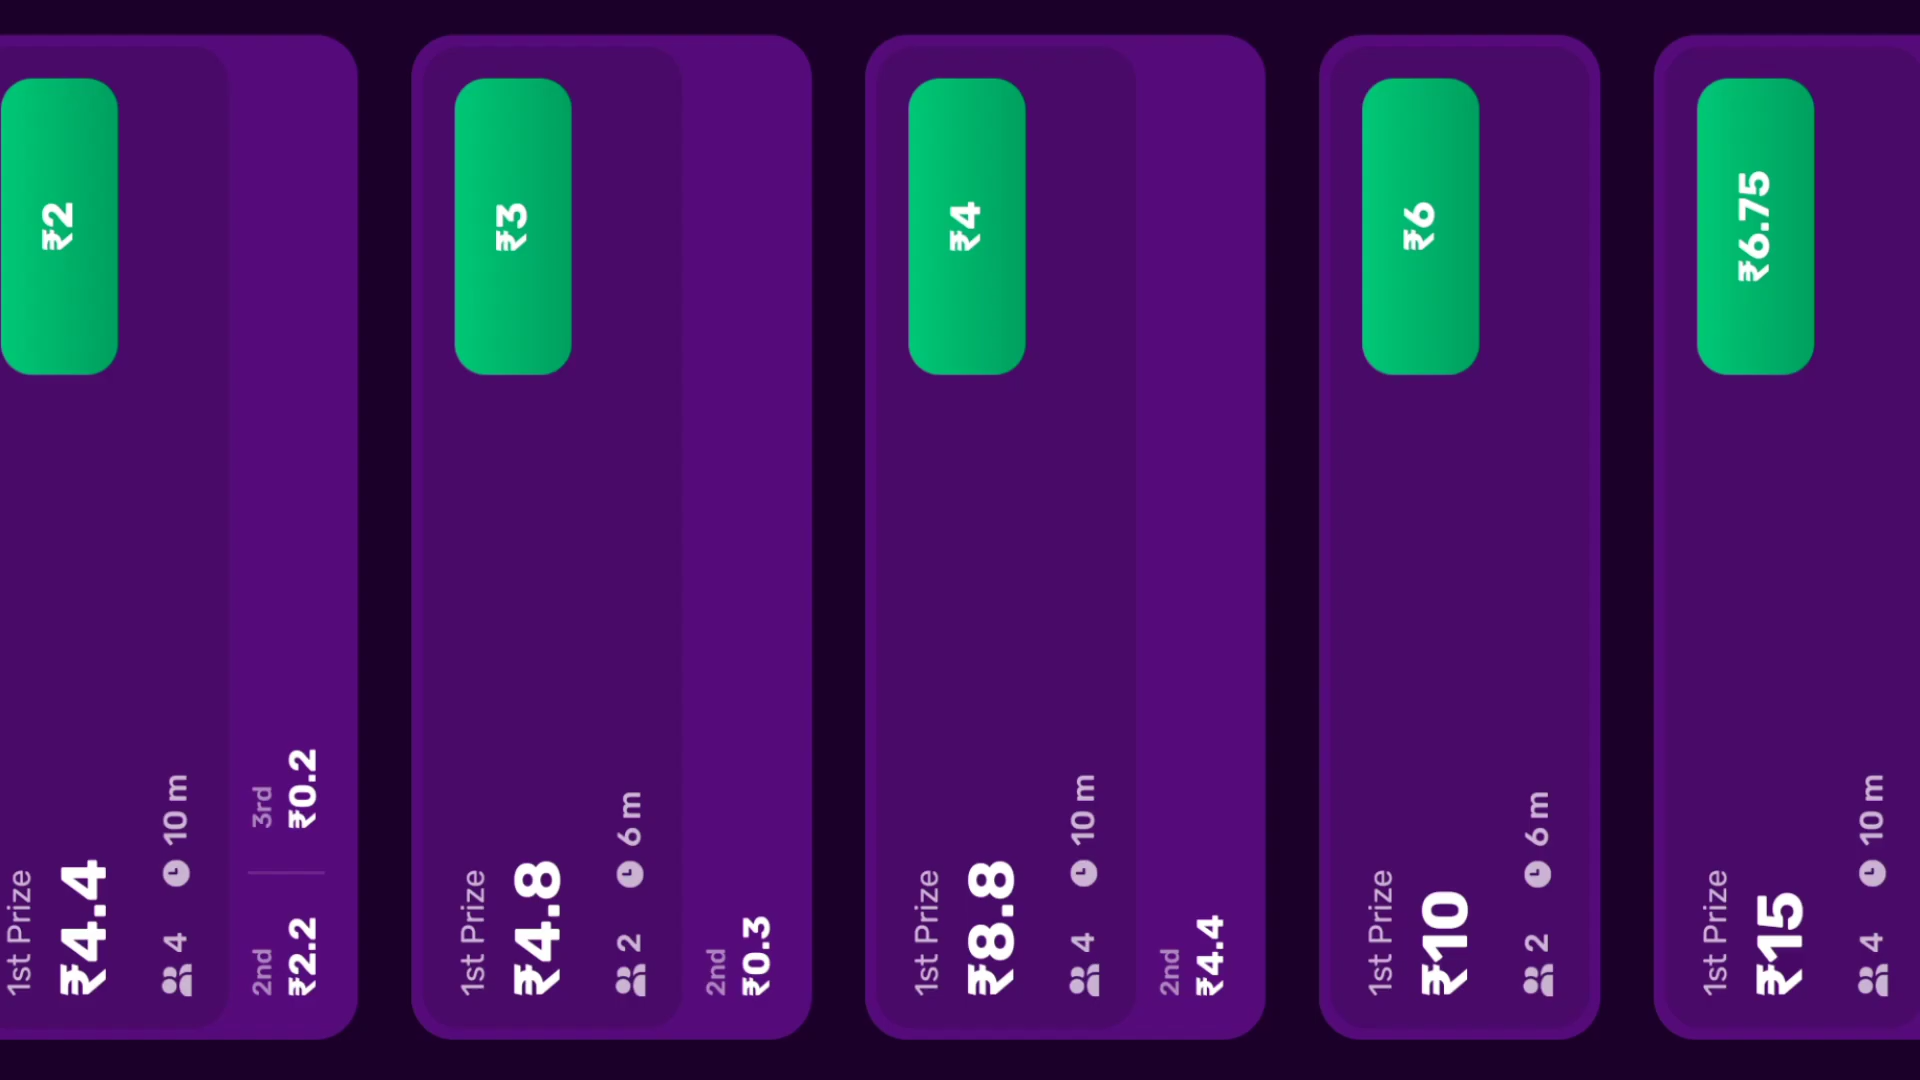 1st Prize
₹4.4
₹2
4 10 m
2nd 3rd
₹2.2 ₹0.2
1st Prize
₹4.8
₹3
2 6 m
2nd
₹0.3
1st Prize
₹8.8
₹4
4 10 m
2nd
₹4.4
1st Prize
₹10
₹6
2 6 m
1st Prize
₹15
₹6.75
4 10 m